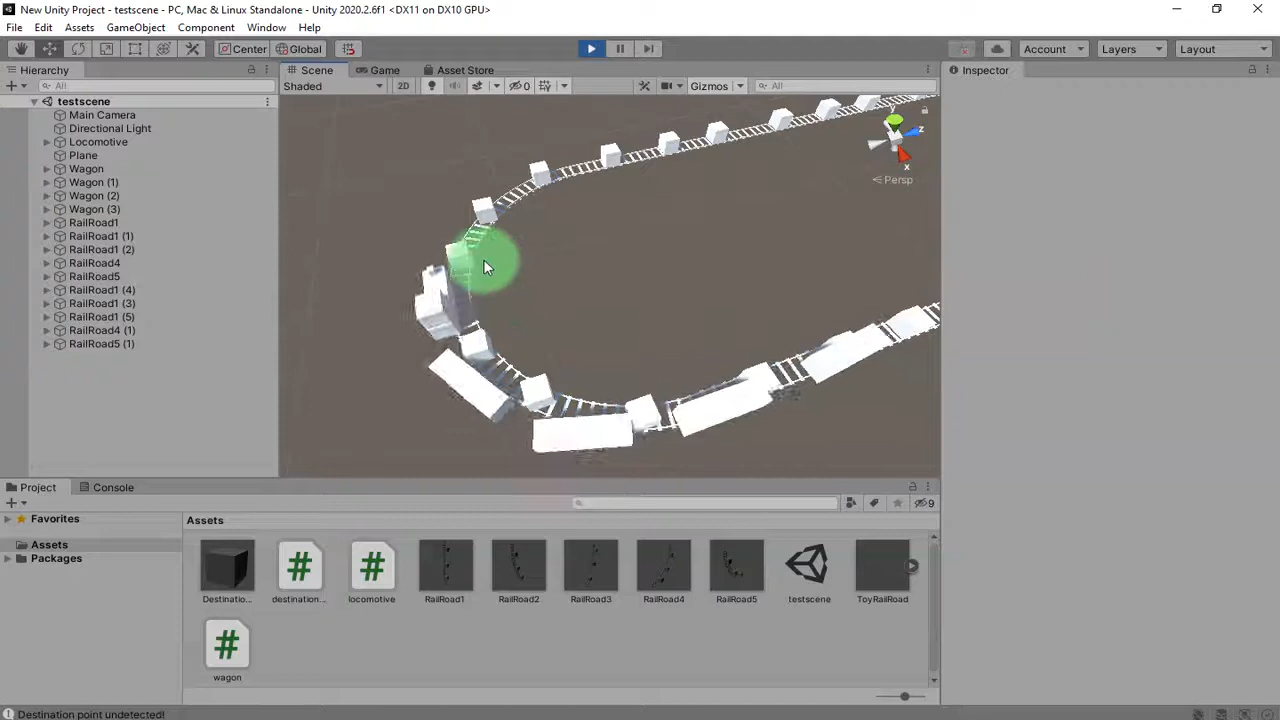 New Unity Project - testscene - PC, Mac & Linux Standalone - Unity 2020.2.6f1 <DX11 on DX10 GPU>
File Edit Assets GameObject Component Window Help
Center Global Account Layers Layout
Hierarchy Scene Game Asset Store Inspector
All Shaded 2D 0 Gizmos All
testscene
Main Camera
Directional Light
Locomotive
Plane
Wagon
Wagon (1)
Wagon (2)
Wagon (3)
RailRoad1
RailRoad1 (1)
RailRoad1 (2)
RailRoad4
RailRoad5
RailRoad1 (4)
RailRoad1 (3)
RailRoad1 (5)
RailRoad4 (1)
RailRoad5 (1)
y
z
x
Persp
Project Console
9
Favorites
Assets
Packages
Assets
Destinatio... destination... locomotive RailRoad1 RailRoad2 RailRoad3 RailRoad4 RailRoad5 testscene ToyRailRoad
wagon
Destination point undetected!